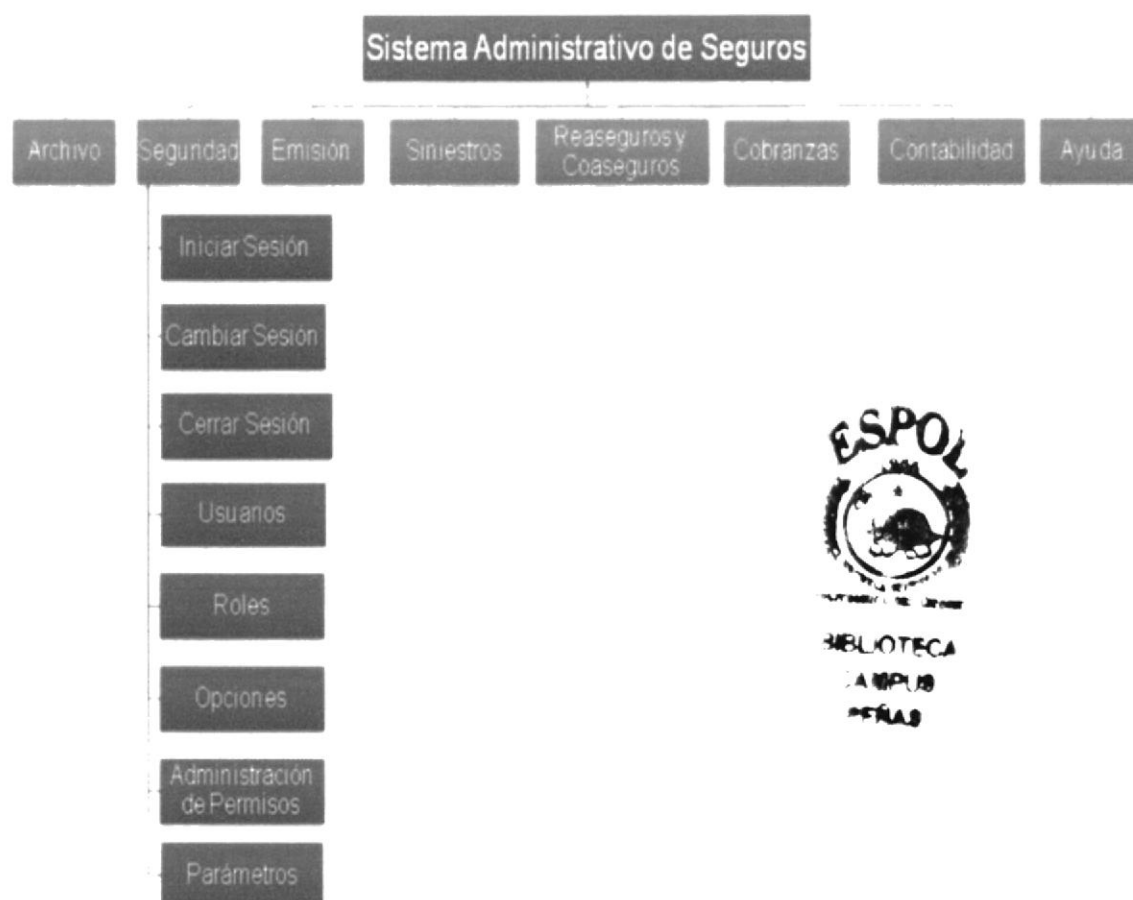 Sistema Administrativo de Seguros
Archivo
Seguridad
Emisión
Siniestros
Reaseguros y
Coaseguros
Cobranzas
Contabilidad
Ayuda
Iniciar Sesión
Cambiar Sesión
Cerrar Sesión
Usuarios
Roles
Opciones
Administración
de Permisos
Parámetros
ESPOL
BIBLIOTECA
CAMPUS
PEÑAS